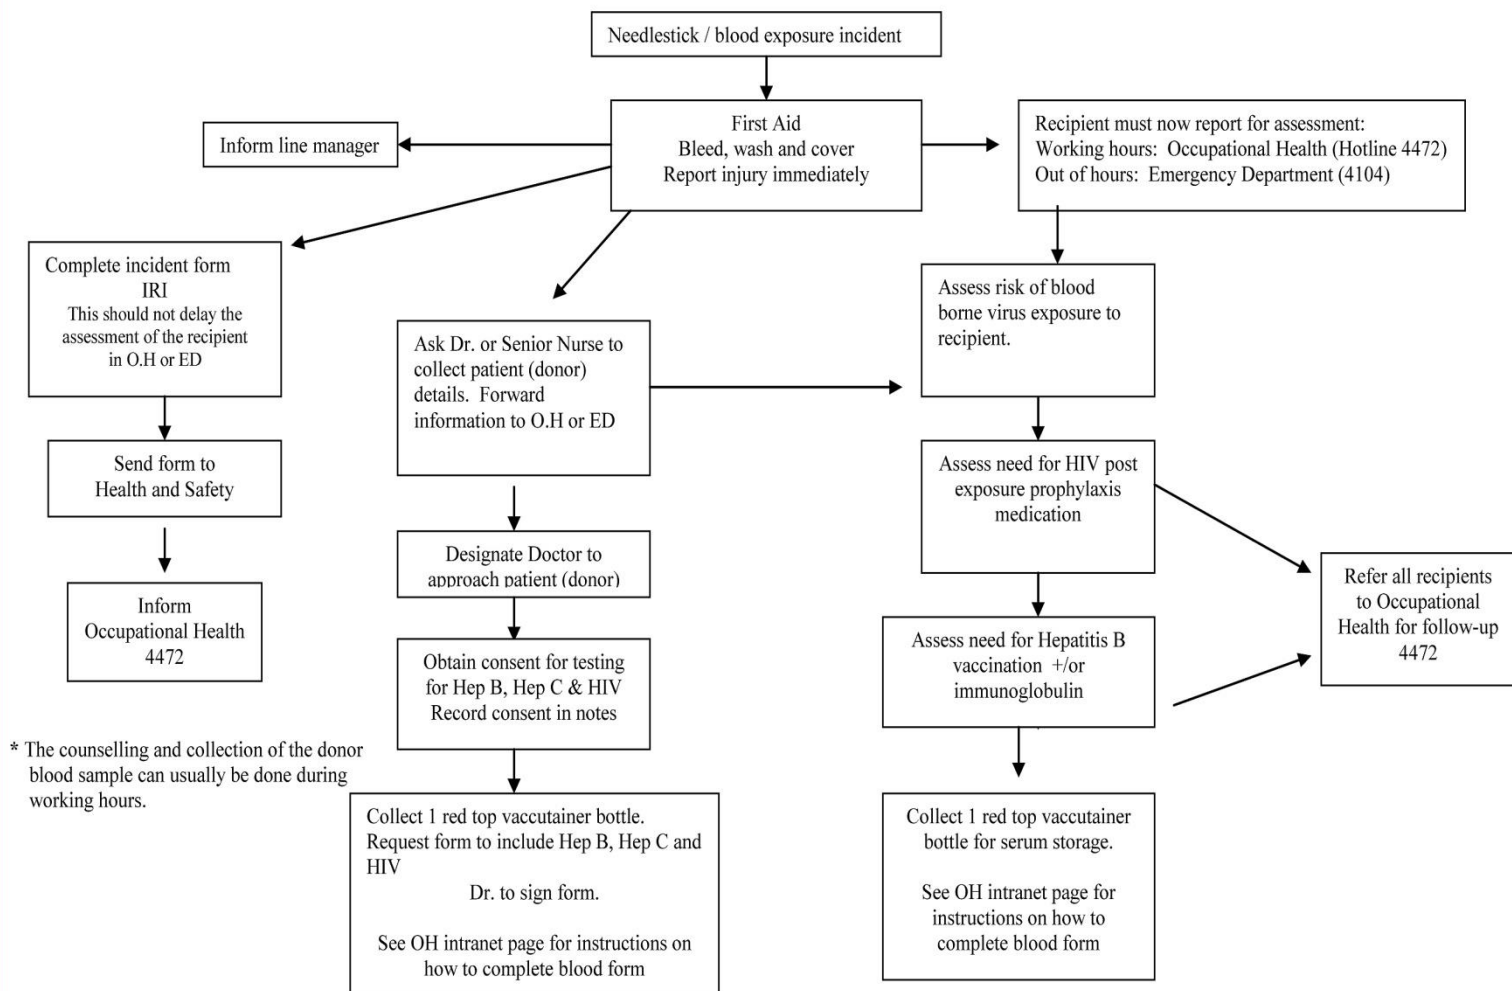 Needlestick / blood exposure incident
Inform line manager
First Aid
Bleed, wash and cover
Report injury immediately
Recipient must now report for assessment:
Working hours: Occupational Health (Hotline 4472)
Out of hours: Emergency Department (4104)
Complete incident form
IRI
This should not delay the
assessment of the recipient
in O.H or ED
Send form to
Health and Safety
Inform
Occupational Health
4472
Ask Dr. or Senior Nurse to
collect patient (donor)
details. Forward
information to O.H or ED
Designate Doctor to
approach patient (donor)
Obtain consent for testing
for Hep B, Hep C & HIV
Record consent in notes
Collect 1 red top vaccutainer bottle.
Request form to include Hep B, Hep C and
HIV
Dr. to sign form.
See OH intranet page for instructions on
how to complete blood form
Assess risk of blood
borne virus exposure to
recipient.
Assess need for HIV post
exposure prophylaxis
medication
Assess need for Hepatitis B
vaccination +/or
immunoglobulin
Collect 1 red top vaccutainer
bottle for serum storage.
See OH intranet page for
instructions on how to
complete blood form
Refer all recipients
to Occupational
Health for follow-up
4472
* The counselling and collection of the donor
blood sample can usually be done during
working hours.